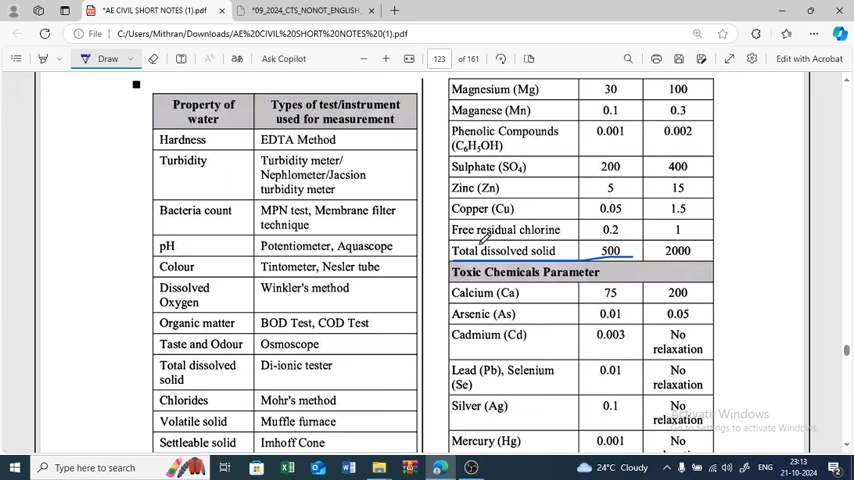 *AE CIVIL SHORT NOTES (1).pdf
*09_2024_CTS_NONOT_ENGLISH_
File
C:/Users/Mithran/Downloads/AE%20CIVIL%20SHORT%20NOTES%20(1).pdf
Draw
Ask Copilot
123 of 161
Edit with Acrobat
Property of water
Types of test/instrument used for measurement
Hardness
EDTA Method
Turbidity
Turbidity meter/
Nephlometer/Jacsion
turbidity meter
Bacteria count
MPN test, Membrane filter
technique
pH
Potentiometer, Aquascope
Colour
Tintometer, Nesler tube
Dissolved
Oxygen
Winkler's method
Organic matter
BOD Test, COD Test
Taste and Odour
Osmoscope
Total dissolved
solid
Di-ionic tester
Chlorides
Mohr's method
Volatile solid
Muffle furnace
Settleable solid
Imhoff Cone
Magnesium (Mg) 30 100
Maganese (Mn) 0.1 0.3
Phenolic Compounds
(C₆H₅OH)
0.001 0.002
Sulphate (SO₄) 200 400
Zinc (Zn) 5 15
Copper (Cu) 0.05 1.5
Free residual chlorine 0.2 1
Total dissolved solid 500 2000
Toxic Chemicals Parameter
Calcium (Ca) 75 200
Arsenic (As) 0.01 0.05
Cadmium (Cd) 0.003 No
relaxation
Lead (Pb), Selenium
(Se)
0.01 No
relaxation
Silver (Ag) 0.1 No
relaxation
Mercury (Hg) 0.001 No
Activate Windows
Go to Settings to activate Windows.
Type here to search
24°C Cloudy
ENG
23:13
21-10-2024